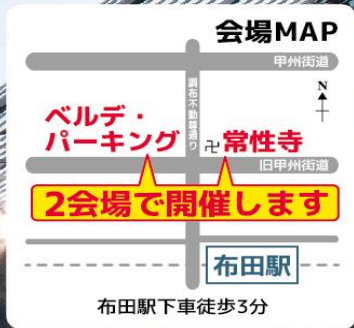 会場MAP
甲州街道
調布不動尊通り
N
ベルデ・
パーキング
卍常性寺
旧甲州街道
2会場で開催します
布田駅
布田駅下車徒歩3分